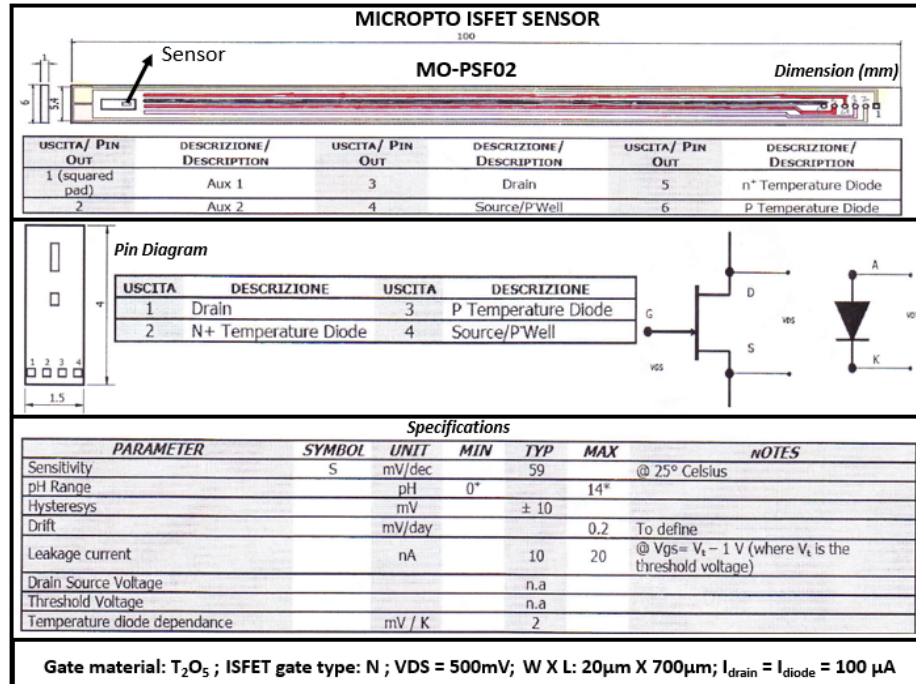 MICROPTO ISFET SENSOR
100
Sensor
MO-PSF02
Dimension (mm)
1
6
5,4
1
USCITA/ PIN OUT DESCRIZIONE/ DESCRIPTION USCITA/ PIN OUT DESCRIZIONE/ DESCRIPTION USCITA/ PIN OUT DESCRIZIONE/ DESCRIPTION
1 (squared pad) Aux 1 3 Drain 5 n+ Temperature Diode
2 Aux 2 4 Source/P'Well 6 P Temperature Diode
Pin Diagram
USCITA DESCRIZIONE USCITA DESCRIZIONE
1 Drain 3 P Temperature Diode
2 N+ Temperature Diode 4 Source/P'Well
1 2 3 4
4
1.5
G
VGS
D
VDS
S
A
K
Specifications
PARAMETER SYMBOL UNIT MIN TYP MAX NOTES
Sensitivity S mV/dec 59 @ 25° Celsius
pH Range pH 0* 14*
Hysteresys mV ± 10
Drift mV/day 0.2 To define
Leakage current nA 10 20 @ Vgs= Vt – 1 V (where Vt is the threshold voltage)
Drain Source Voltage n.a
Threshold Voltage n.a
Temperature diode dependance mV / K 2
Gate material: T2O5 ; ISFET gate type: N ; VDS = 500mV; W X L: 20µm X 700µm; Idrain = Idiode = 100 µA